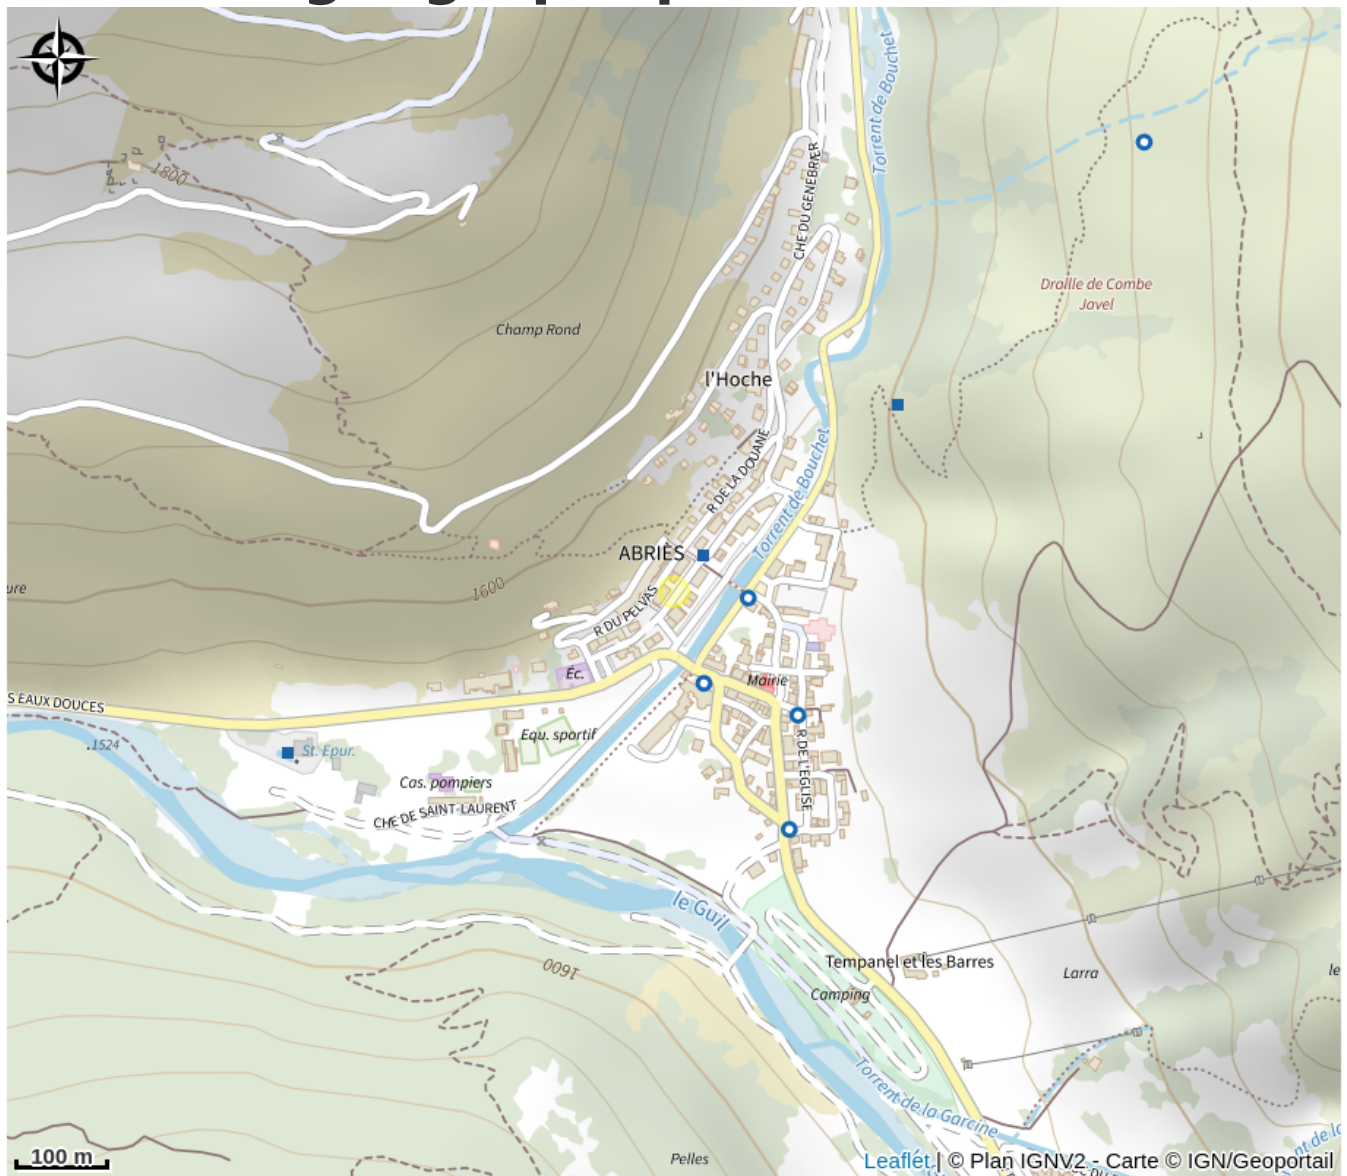 Torrent de Bouchet
1800
CHE DU GENEBRIER
Draille de Combe
Javel
Champ Rond
l'Hoche
R DE LA DOUANE
Torrent de Bouchet
ABRIÈS
1600
R DU PELVAS
Éc.
Mairie
S EAUX DOUCES
.1524
St. Epur.
Equ. sportif
R DE L'EGLISE
Cas. pompiers
CHE DE SAINT-LAURENT
le Guil
Tempanel et les Barres
Larra
le
1600
Camping
Torrent de la Garcine
Pelles
100 m
Leaflet | © Plan IGNV2 - Carte © IGN/Geoportail